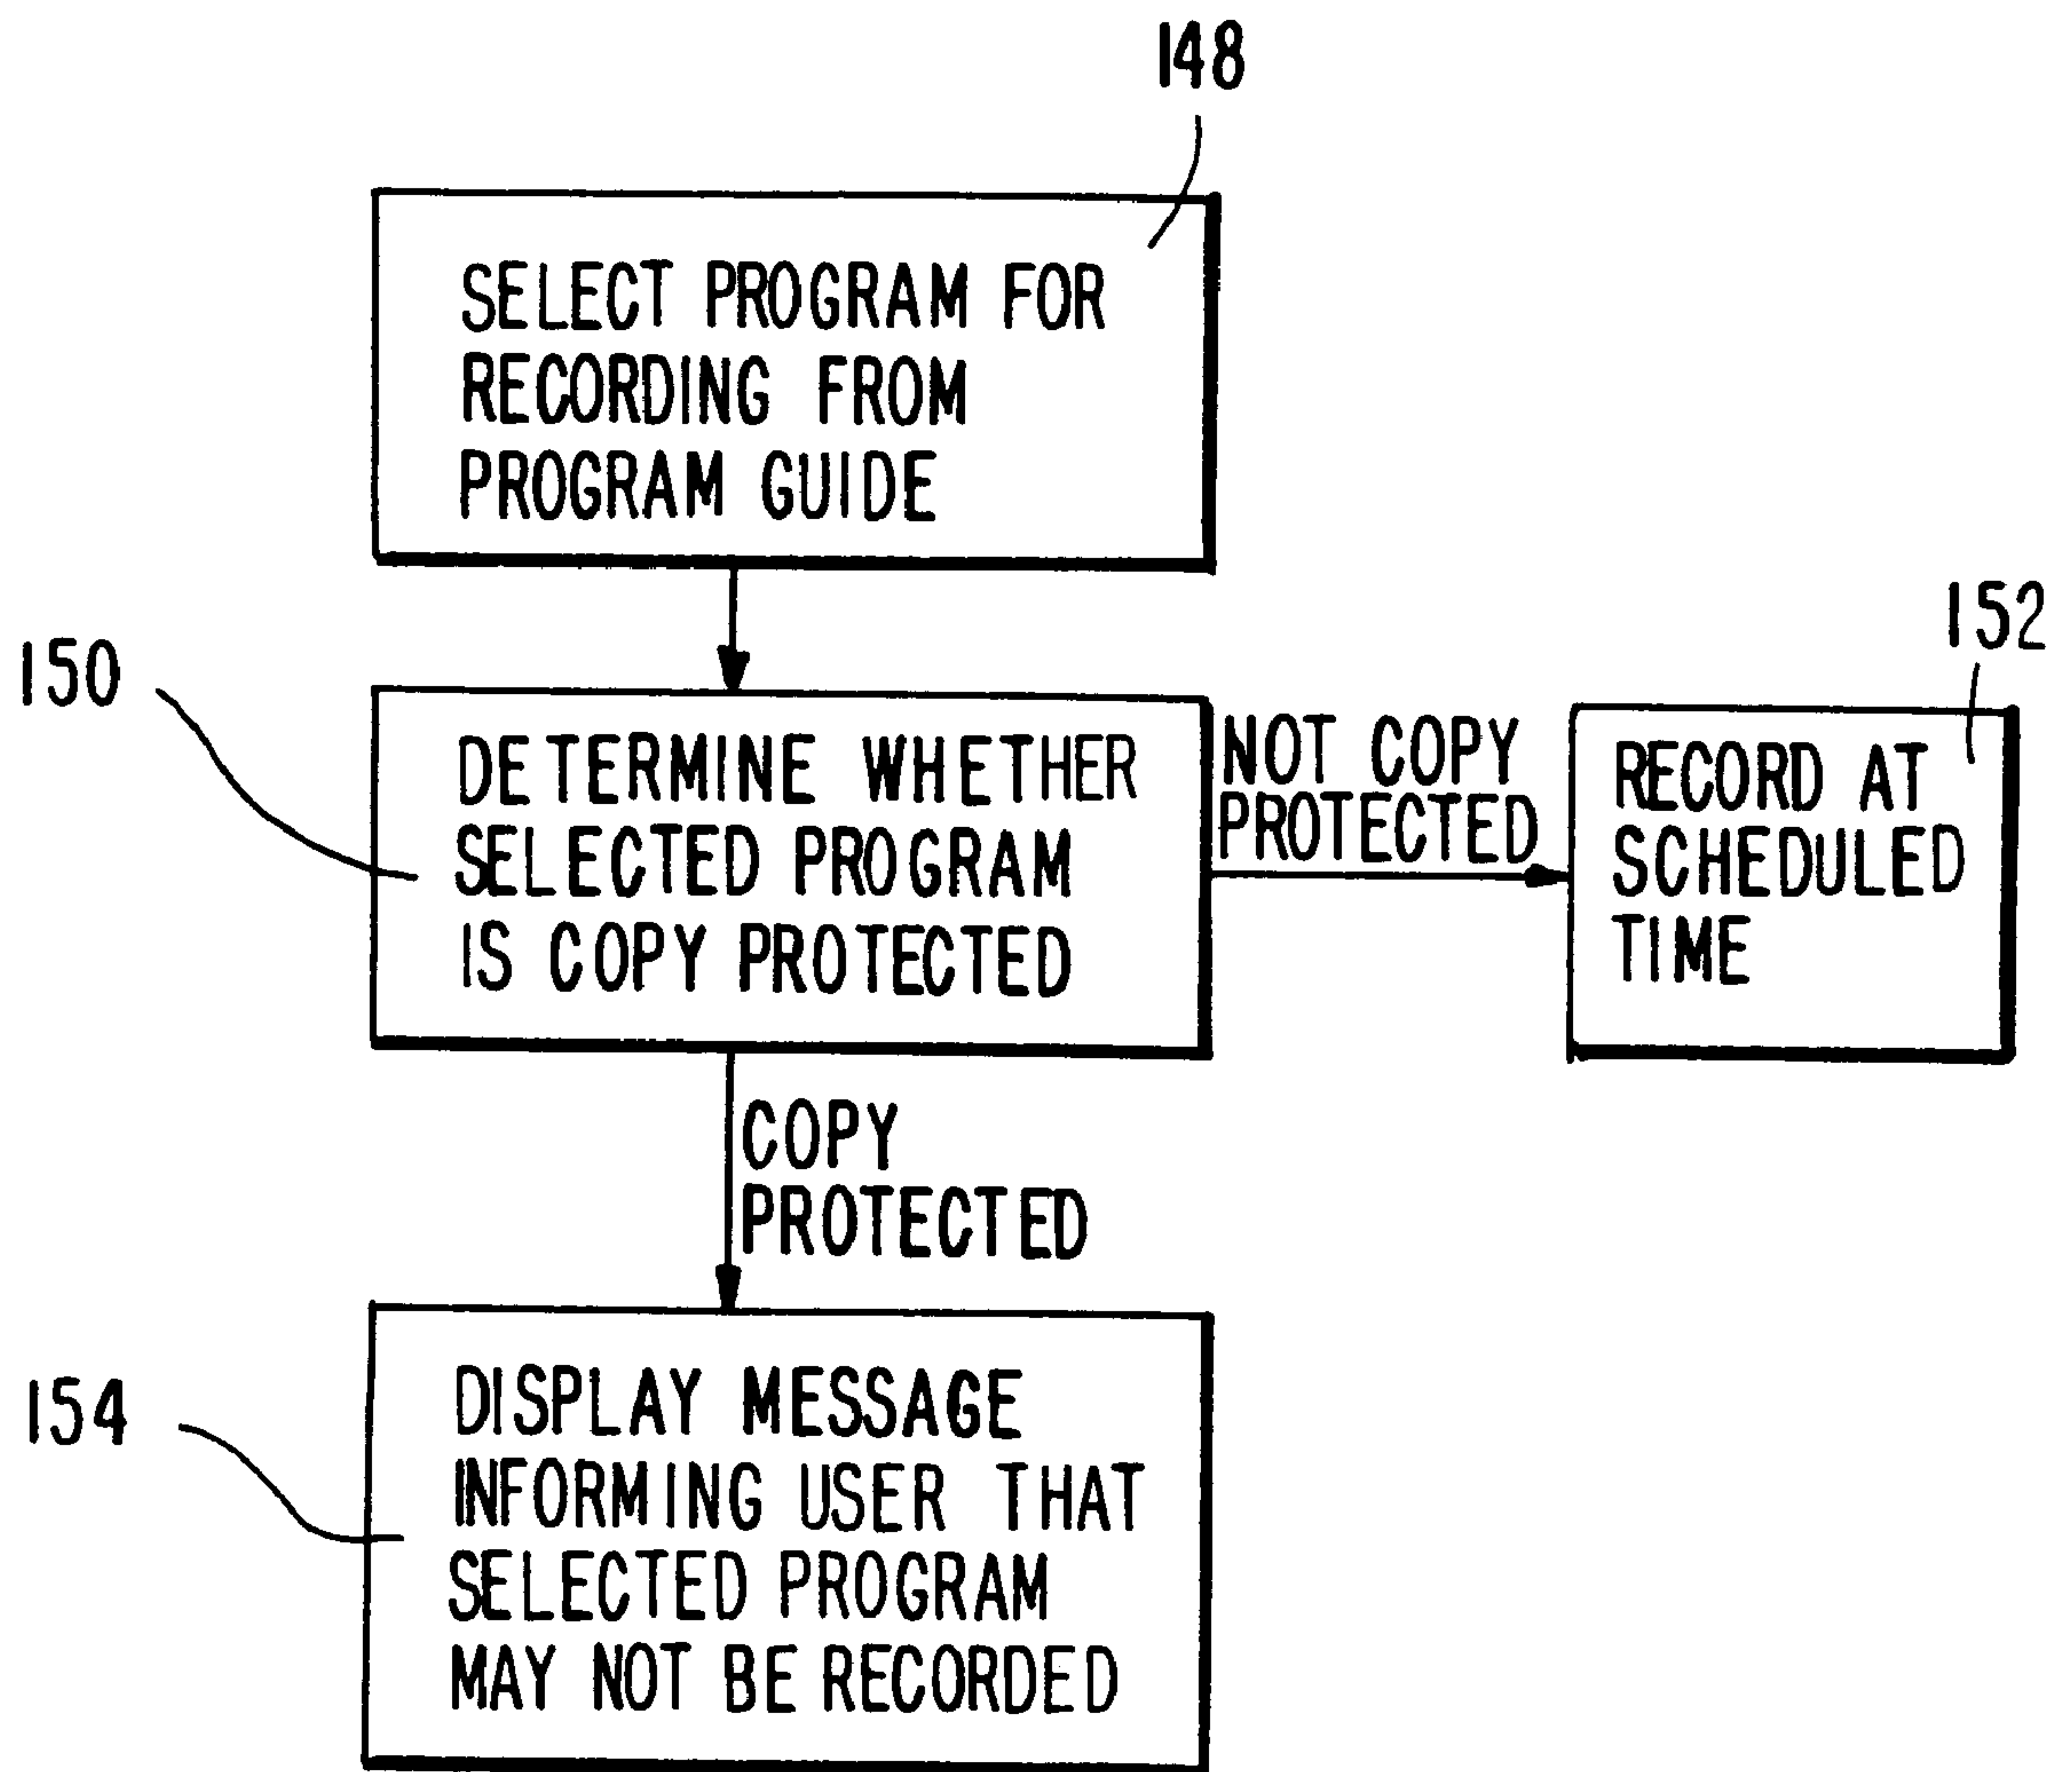 148
SELECT PROGRAM FOR
RECORDING FROM
PROGRAM GUIDE
150
DETERMINE WHETHER
SELECTED PROGRAM
IS COPY PROTECTED
NOT COPY
PROTECTED
152
RECORD AT
SCHEDULED
TIME
COPY
PROTECTED
154
DISPLAY MESSAGE
INFORMING USER THAT
SELECTED PROGRAM
MAY NOT BE RECORDED